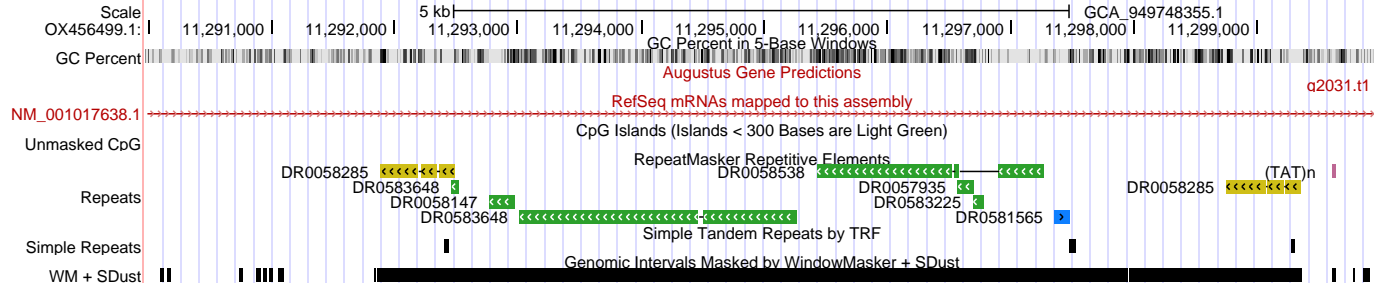 Scale 5 kb GCA_949748355.1
OX456499.1: 11,291,000 11,292,000 11,293,000 11,294,000 11,295,000 11,296,000 11,297,000 11,298,000 11,299,000
GC Percent in 5-Base Windows
GC Percent
Augustus Gene Predictions
g2031.t1
RefSeq mRNAs mapped to this assembly
NM_001017638.1
CpG Islands (Islands < 300 Bases are Light Green)
Unmasked CpG
RepeatMasker Repetitive Elements
DR0058285 DR0058538 (TAT)n
DR0583648 DR0057935 DR0058285
Repeats
DR0058147 DR0583225
DR0583648 DR0581565
Simple Tandem Repeats by TRF
Simple Repeats
Genomic Intervals Masked by WindowMasker + SDust
WM + SDust